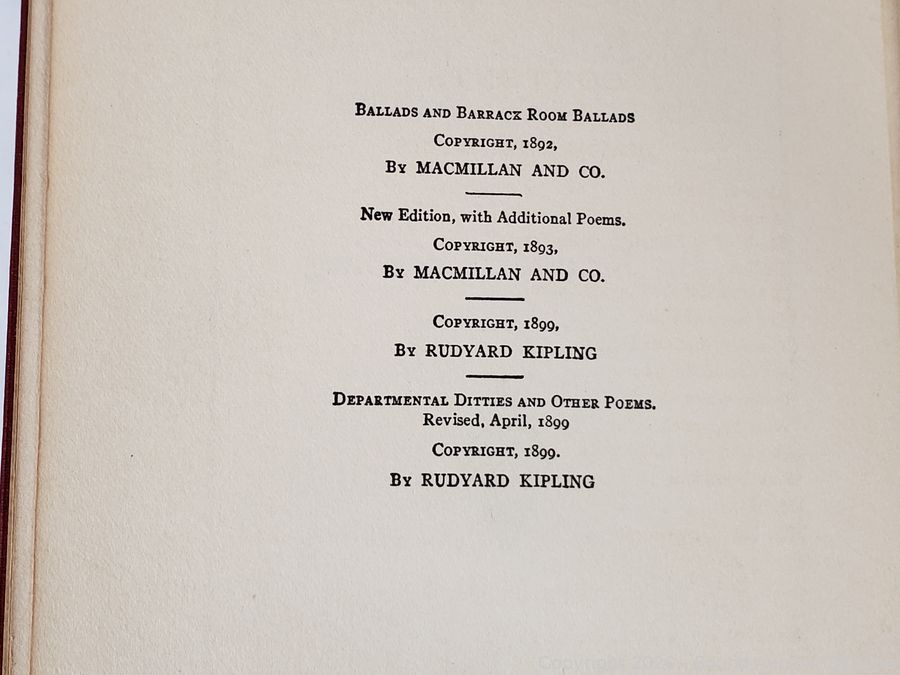 BALLADS AND BARRACK ROOM BALLADS
COPYRIGHT, 1892,
BY MACMILLAN AND CO.
New Edition, with Additional Poems.
COPYRIGHT, 1893,
BY MACMILLAN AND CO.
COPYRIGHT, 1899,
BY RUDYARD KIPLING
DEPARTMENTAL DITTIES AND OTHER POEMS.
Revised, April, 1899
COPYRIGHT, 1899.
BY RUDYARD KIPLING
Copyright